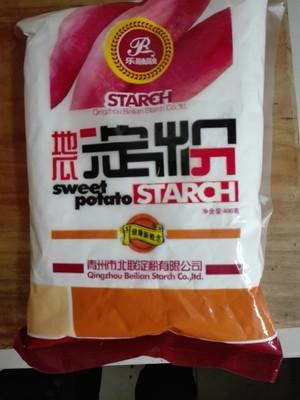 乐融融
STARCH
Qingzhou Beilian Starch Co.,ltd.
地瓜淀粉
sweet potato STARCH
净含量:400克
青州市北联淀粉有限公司
Qingzhou Beilian Starch Co.,ltd.
STARCH